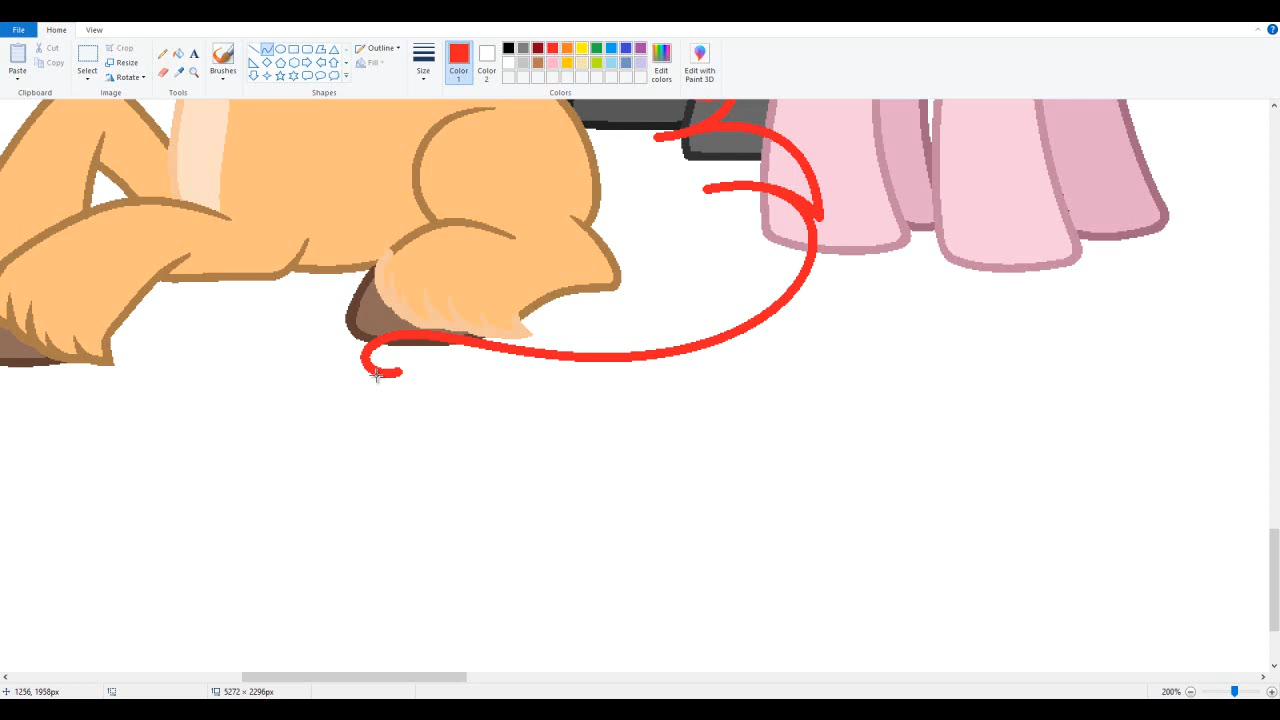 File Home View
Paste Cut Copy
Clipboard
Select Crop Resize Rotate
Image
A
Tools
Brushes
Outline Fill
Shapes
Size
Color 1
Color 2
Edit colors
Colors
Edit with Paint 3D
1256, 1958px 5272 × 2296px 200%